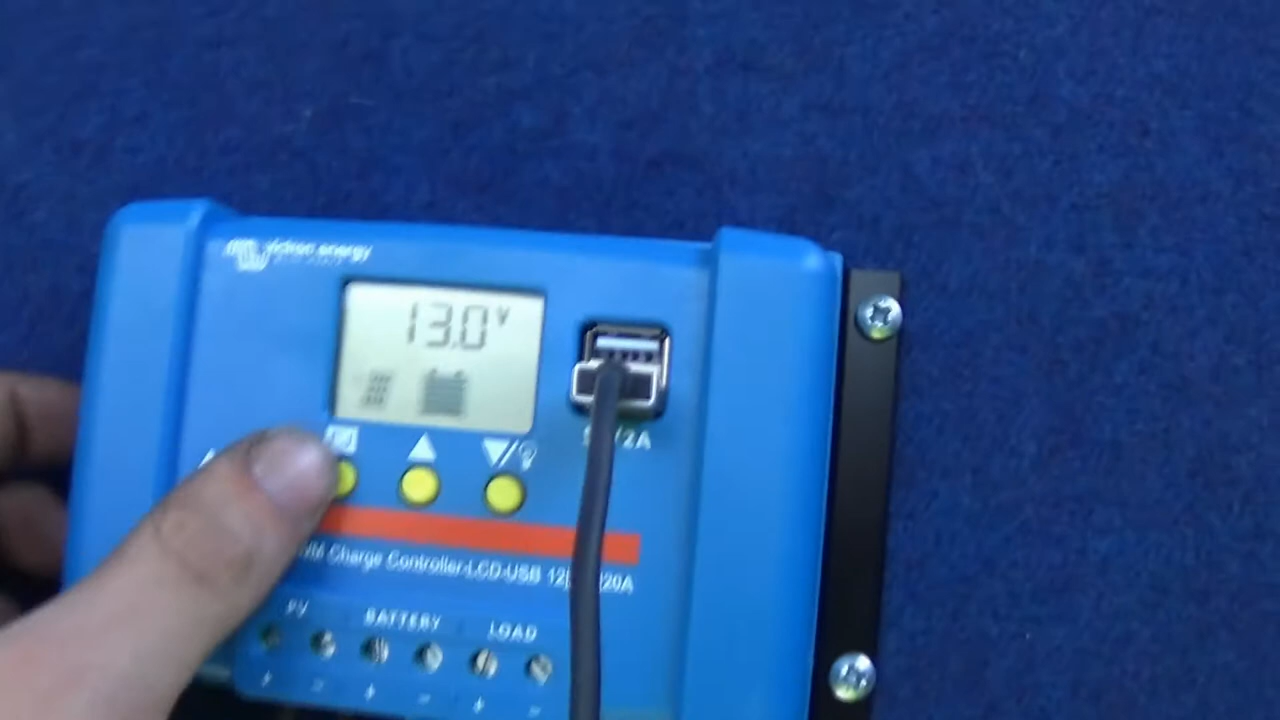 victron energy
13.0 V
2A
Charge Controller-LCD-USB 12| 20A
PV BATTERY LOAD
+ - + - + -